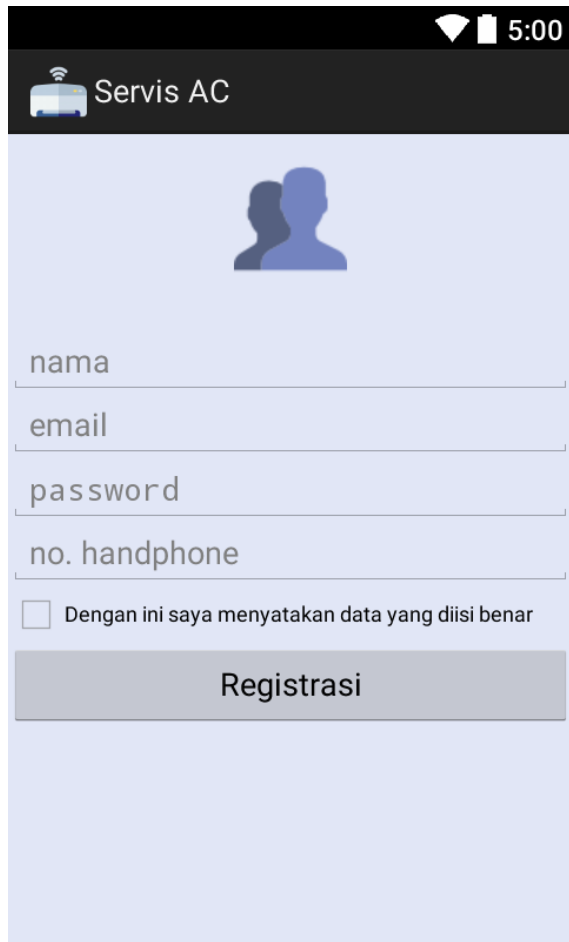 5:00
Servis AC
nama
email
password
no. handphone
Dengan ini saya menyatakan data yang diisi benar
Registrasi